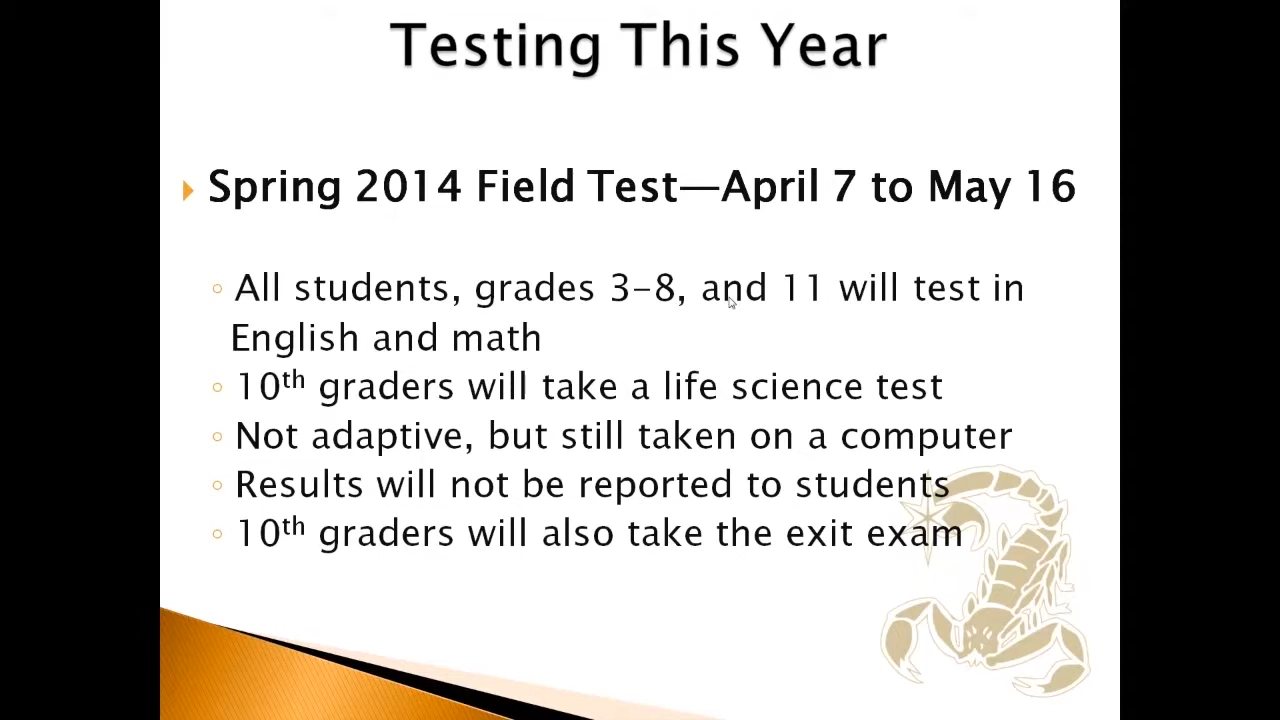 Testing This Year
Spring 2014 Field Test—April 7 to May 16
All students, grades 3-8, and 11 will test in
English and math
10th graders will take a life science test
Not adaptive, but still taken on a computer
Results will not be reported to students
10th graders will also take the exit exam